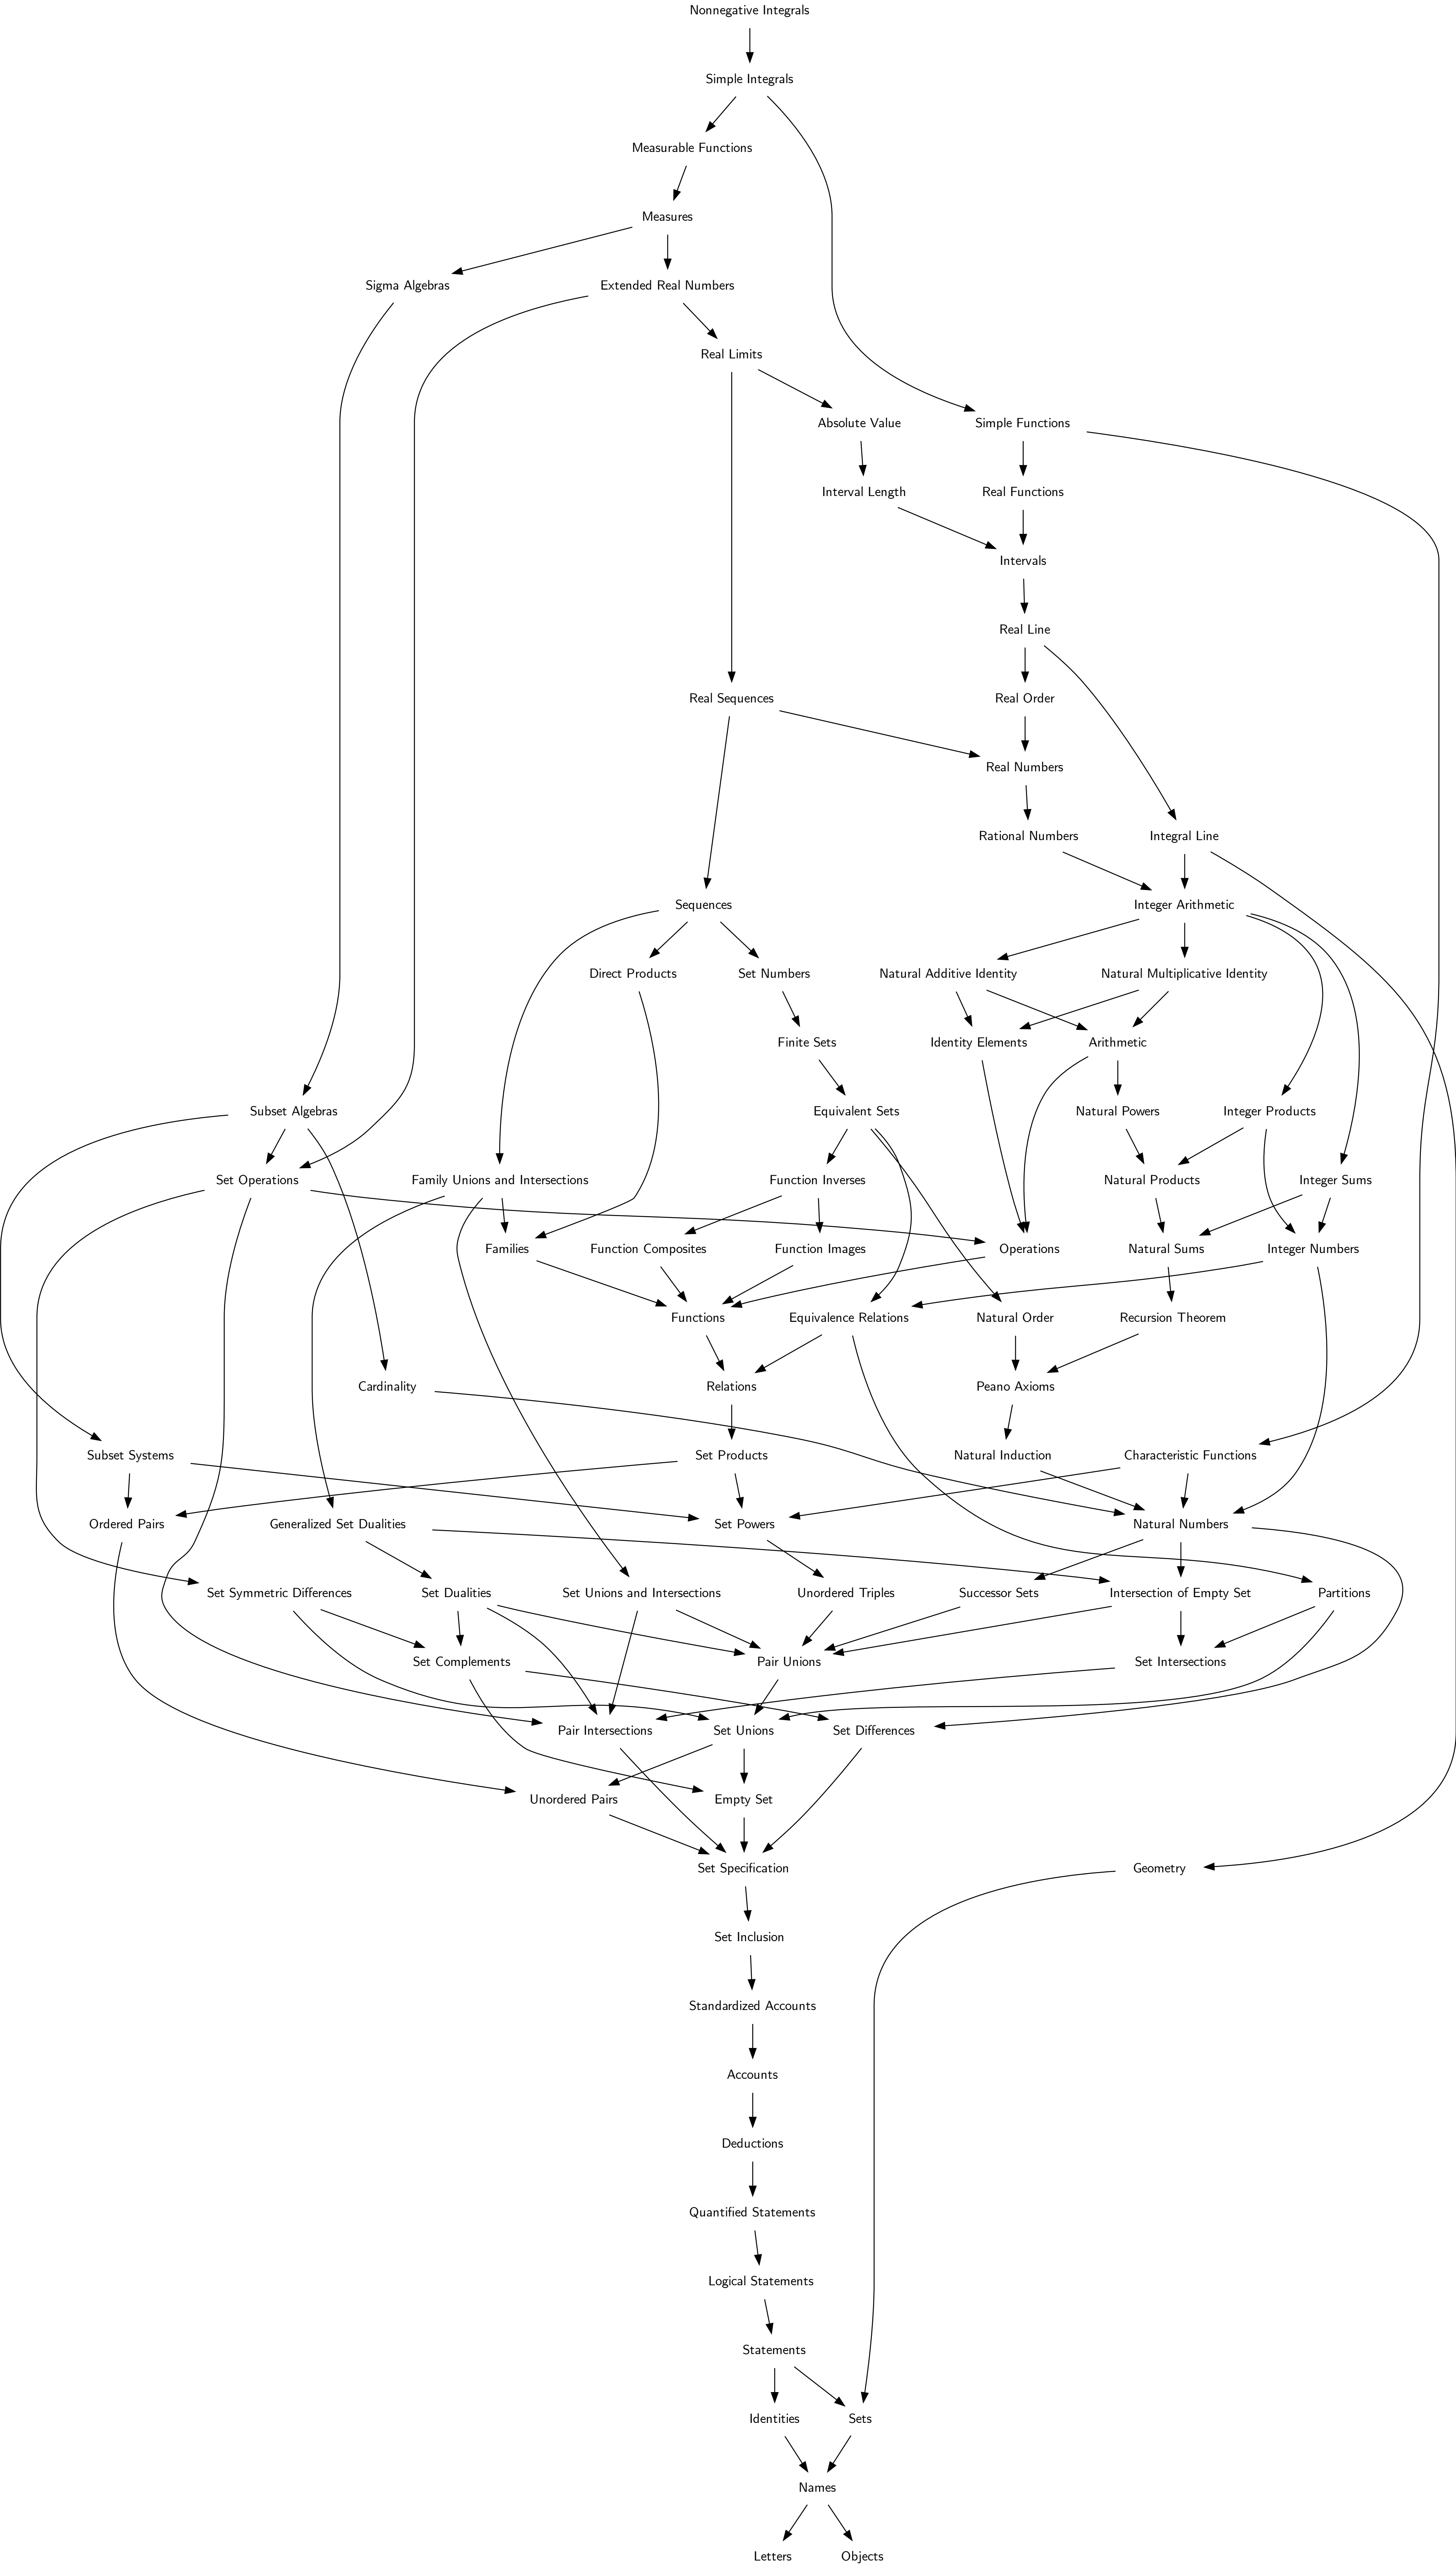 Nonnegative Integrals
Simple Integrals
Measurable Functions
Measures
Sigma Algebras
Extended Real Numbers
Real Limits
Absolute Value
Simple Functions
Interval Length
Real Functions
Intervals
Real Line
Real Sequences
Real Order
Real Numbers
Rational Numbers
Integral Line
Sequences
Integer Arithmetic
Direct Products
Set Numbers
Natural Additive Identity
Natural Multiplicative Identity
Finite Sets
Identity Elements
Arithmetic
Subset Algebras
Equivalent Sets
Natural Powers
Integer Products
Set Operations
Family Unions and Intersections
Function Inverses
Natural Products
Integer Sums
Families
Function Composites
Function Images
Operations
Natural Sums
Integer Numbers
Functions
Equivalence Relations
Natural Order
Recursion Theorem
Cardinality
Relations
Peano Axioms
Subset Systems
Set Products
Natural Induction
Characteristic Functions
Ordered Pairs
Generalized Set Dualities
Set Powers
Natural Numbers
Set Symmetric Differences
Set Dualities
Set Unions and Intersections
Unordered Triples
Successor Sets
Intersection of Empty Set
Partitions
Set Complements
Pair Unions
Set Intersections
Pair Intersections
Set Unions
Set Differences
Unordered Pairs
Empty Set
Set Specification
Geometry
Set Inclusion
Standardized Accounts
Accounts
Deductions
Quantified Statements
Logical Statements
Statements
Identities
Sets
Names
Letters
Objects